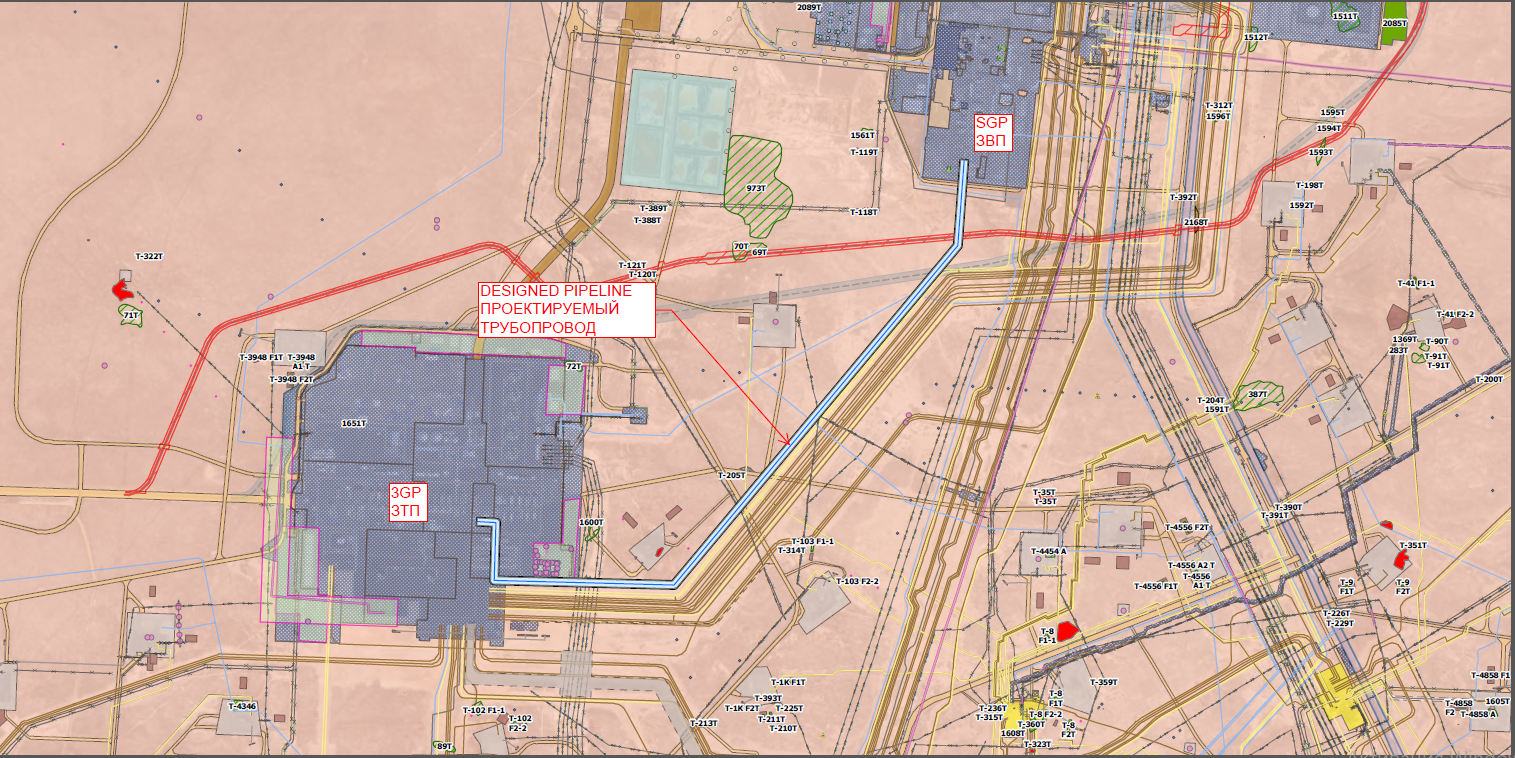 2089T
1511T
2085T
1512T
T-312T
1596T
1595T
1594T
1593T
SGP
ЗВП
1561T
T-119T
973T
T-198T
1592T
T-392T
2168T
T-389T
T-388T
T-118T
70T
69T
T-322T
T-121T
T-120T
71T
DESIGNED PIPELINE
ПРОЕКТИРУЕМЫЙ
ТРУБОПРОВОД
T-41 F1-1
T-41 F2-2
1369T
T-90T
283T
T-91T
T-91T
T-3948 F1T
T-3948
A1 T
T-3948 F2T
72T
T-200T
387T
T-204T
1591T
1651T
T-205T
3GP
ЗТП
T-35T
T-35T
T-390T
T-391T
1600T
T-4556 F2T
T-103 F1-1
T-314T
T-4454 A
T-351T
T-4556 A2 T
T-4556
A1 T
T-4556 F1T
T-103 F2-2
T-9
F1T
T-9
F2T
T-226T
T-229T
T-8
F1-1
T-1K F1T
T-393T
T-1K F2T
T-225T
T-211T
T-210T
T-359T
T-8
F1T
T-236T
T-315T
T-8 F2-2
T-360T
T-8
F2T
1608T
T-323T
T-4858 F1
T-4858
F2
1605T
T-4858 A
T-4346
T-102 F1-1
T-102
F2-2
T-213T
89T